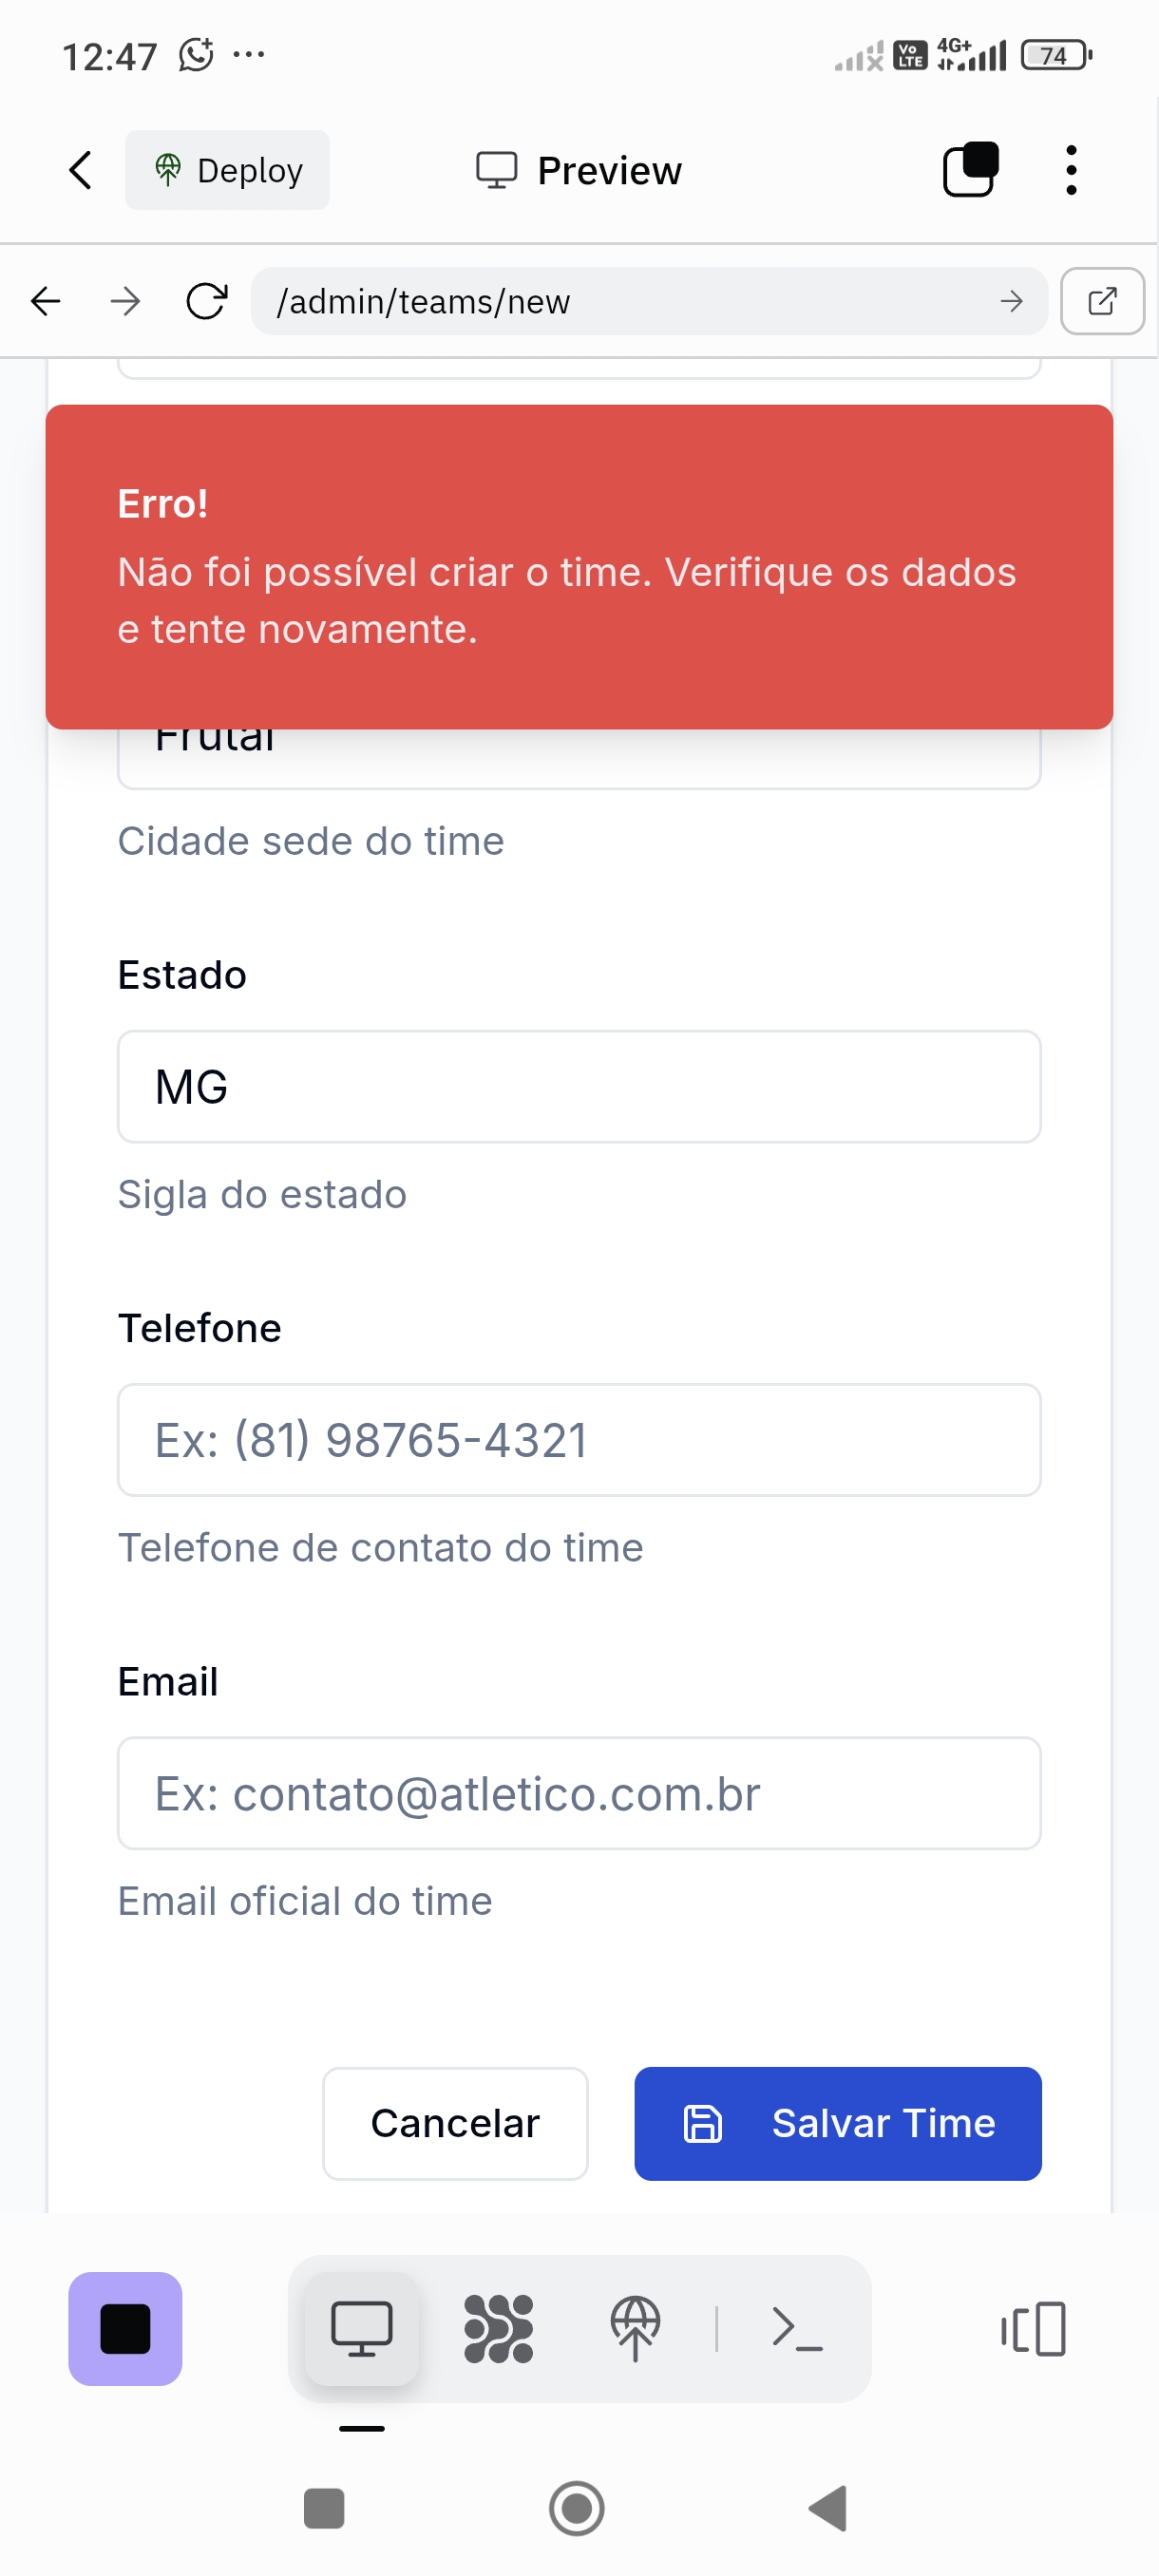 12:47
Vo LTE
4G+
74
Deploy
Preview
/admin/teams/new
Erro!
Não foi possível criar o time. Verifique os dados
e tente novamente.
Frutal
Cidade sede do time
Estado
MG
Sigla do estado
Telefone
Ex: (81) 98765-4321
Telefone de contato do time
Email
Ex: contato@atletico.com.br
Email oficial do time
Cancelar
Salvar Time